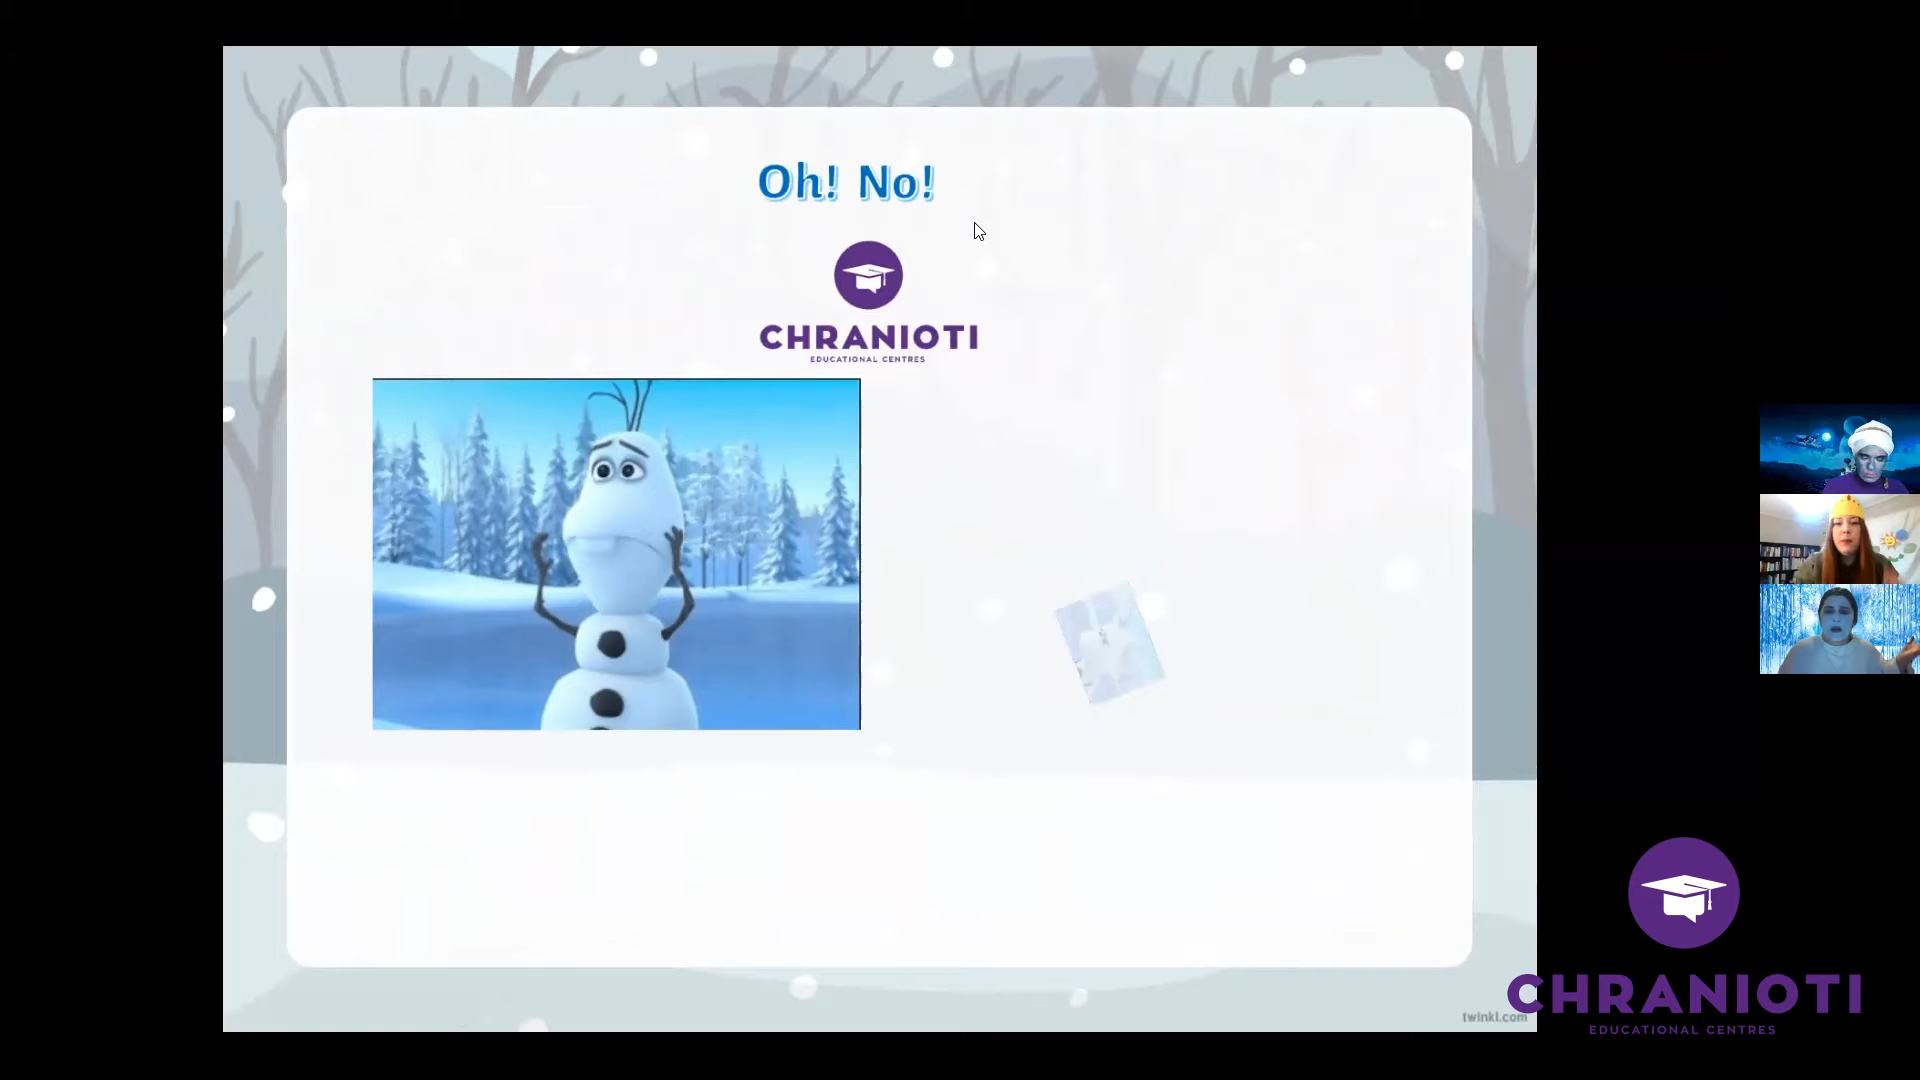 Oh! No!
CHRANIOTI
EDUCATIONAL CENTRES
twinkl.com
CHRANIOTI
EDUCATIONAL CENTRES